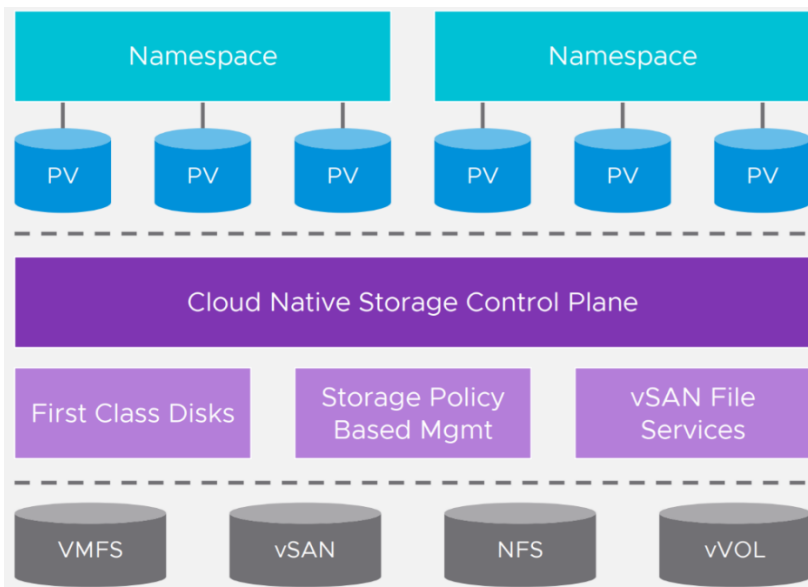 Namespace
Namespace
PV
PV
PV
PV
PV
PV
Cloud Native Storage Control Plane
First Class Disks
Storage Policy
Based Mgmt
vSAN File
Services
VMFS
vSAN
NFS
vVOL